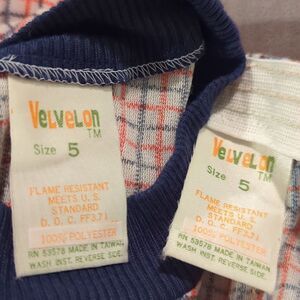 VELVELON
TM
Size 5
FLAME RESISTANT
MEETS U.S.
STANDARD
D. O. C. FF3.71
100% POLYESTER
RN 53578 MADE IN TAIWAN
WASH INST. REVERSE SIDE.
VELVELON
TM
Size 5
FLAME RESISTANT
MEETS U.
STANDARD
D. O. C. FF3.71
100% POLYESTER
RN 53578 MADE IN TAIWAN
WASH INST. REVERSE SIDE.